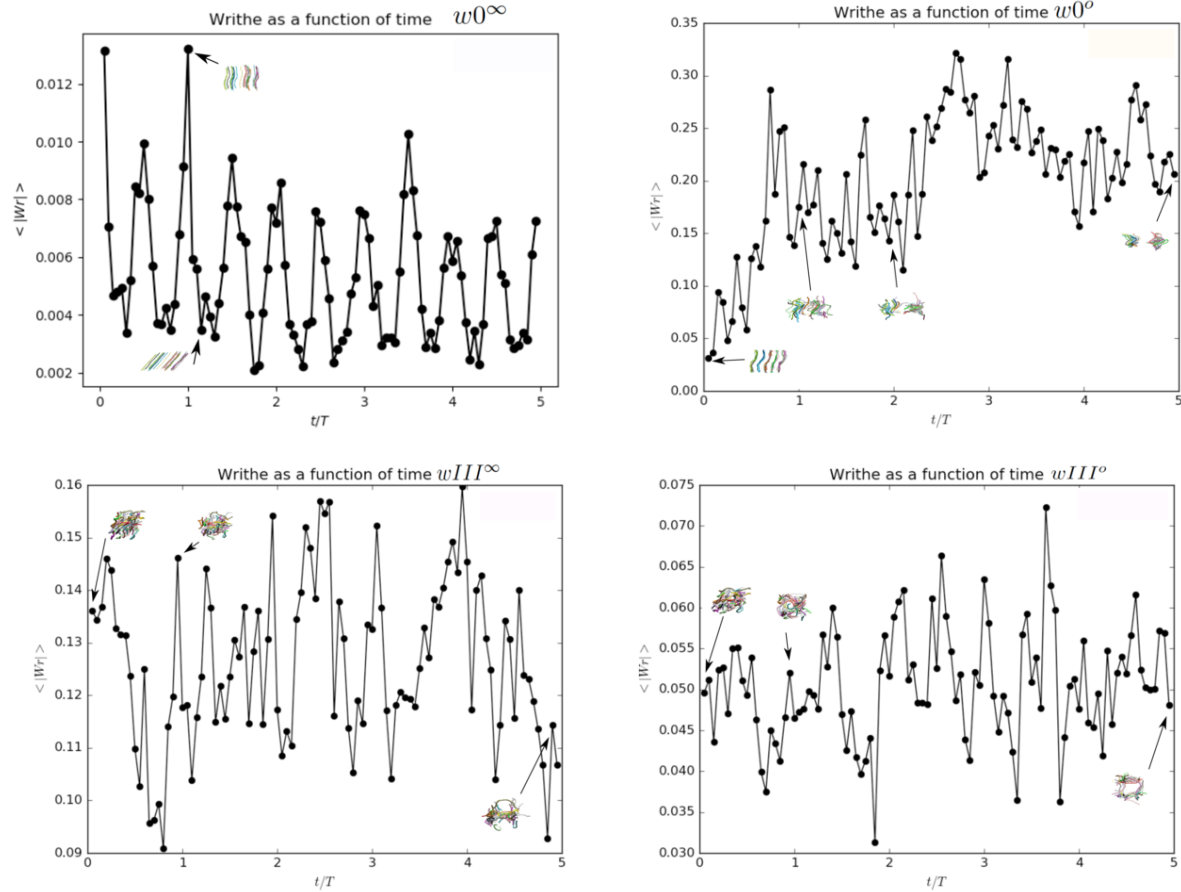 Writhe as a function of time w0^∞
0.012
0.010
0.008
0.006
0.004
0.002
< |Wr| >
0 1 2 3 4 5
t/T
Writhe as a function of time w0^o
0.35
0.30
0.25
0.20
0.15
0.10
0.05
0.00
< |Wr| >
0 1 2 3 4 5
t/T
Writhe as a function of time wIII^∞
0.16
0.15
0.14
0.13
0.12
0.11
0.10
0.09
< |Wr| >
0 1 2 3 4 5
t/T
Writhe as a function of time wIII^o
0.075
0.070
0.065
0.060
0.055
0.050
0.045
0.040
0.035
0.030
< |Wr| >
0 1 2 3 4 5
t/T